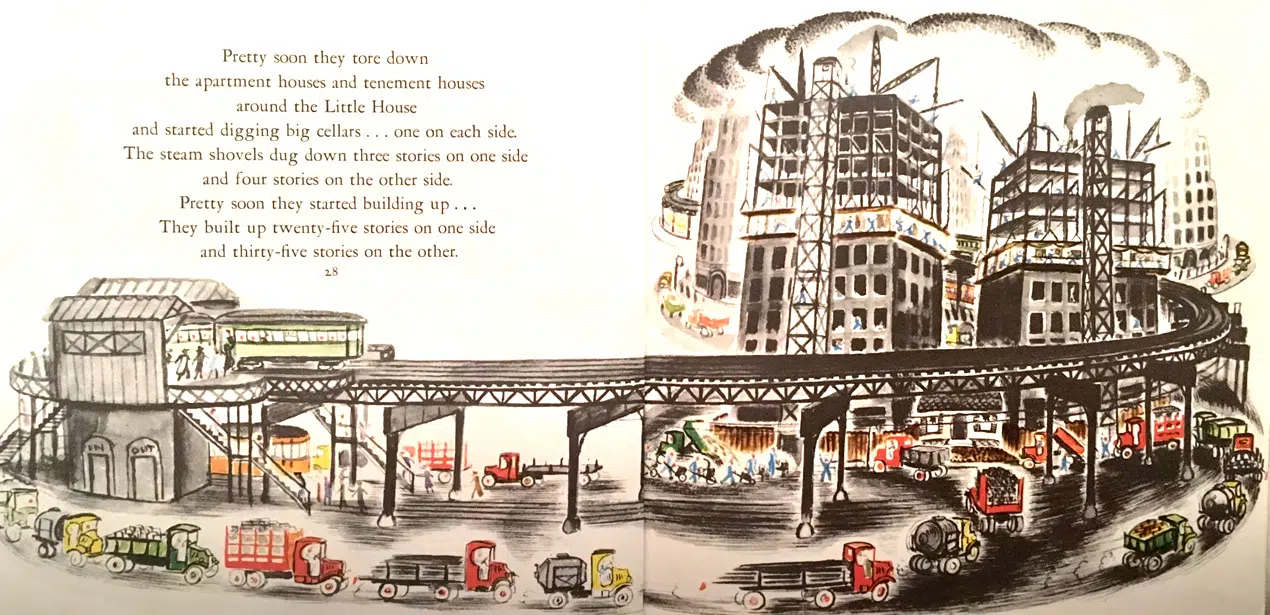 Pretty soon they tore down
the apartment houses and tenement houses
around the Little House
and started digging big cellars . . . one on each side.
The steam shovels dug down three stories on one side
and four stories on the other side.
Pretty soon they started building up . . .
They built up twenty-five stories on one side
and thirty-five stories on the other.
28
IN OUT